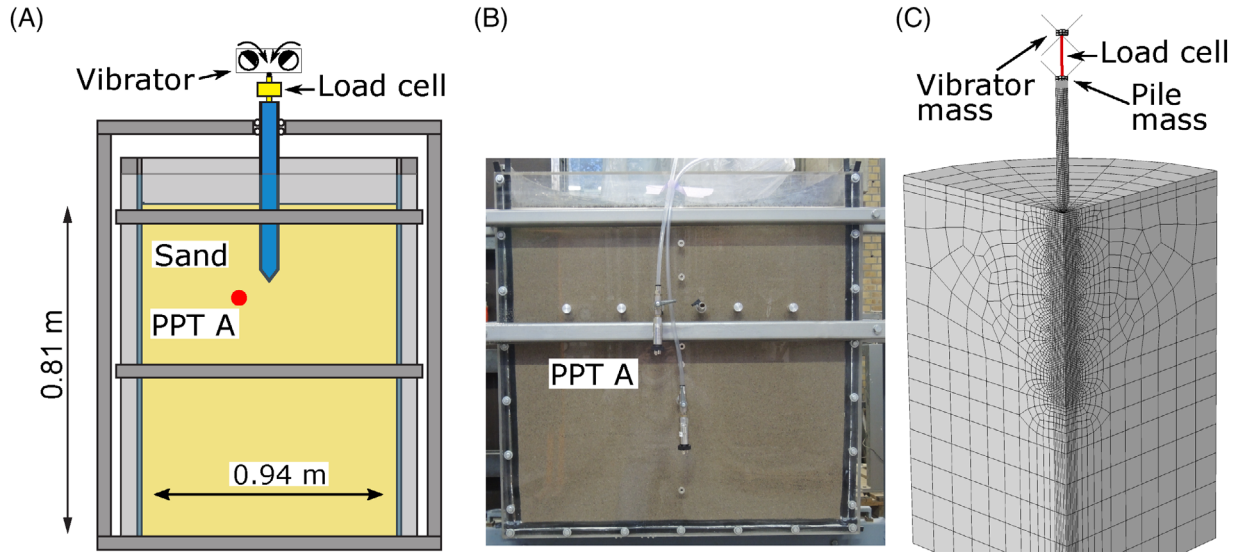 (A)
Vibrator
Load cell
Sand
PPT A
0.81 m
0.94 m
(B)
PPT A
(C)
Load cell
Vibrator
mass
Pile
mass